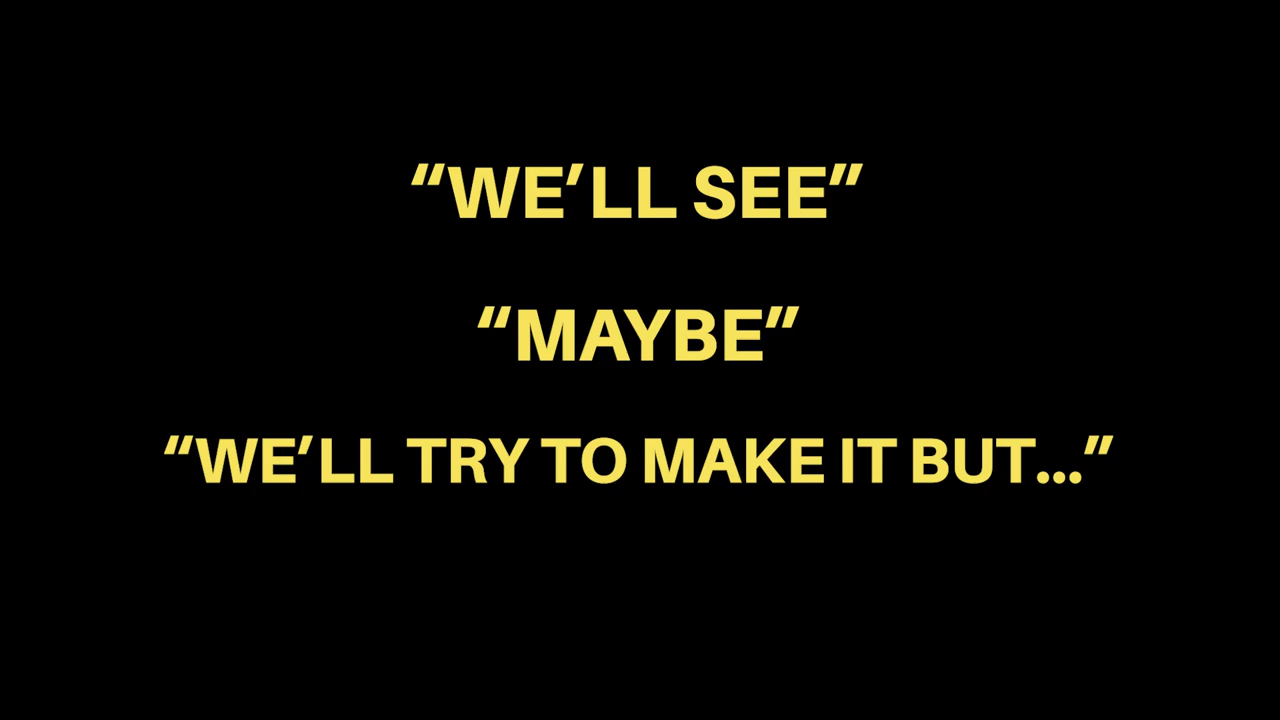 “WE’LL SEE”
“MAYBE”
“WE’LL TRY TO MAKE IT BUT...”